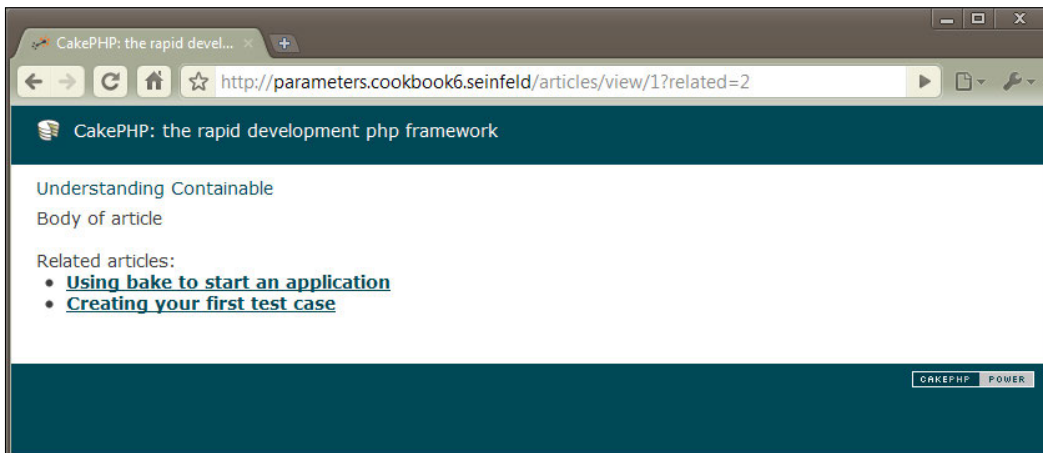 CakePHP: the rapid devel...
http://parameters.cookbook6.seinfeld/articles/view/1?related=2
CakePHP: the rapid development php framework
Understanding Containable
Body of article
Related articles:
• Using bake to start an application
• Creating your first test case
CAKEPHP POWER